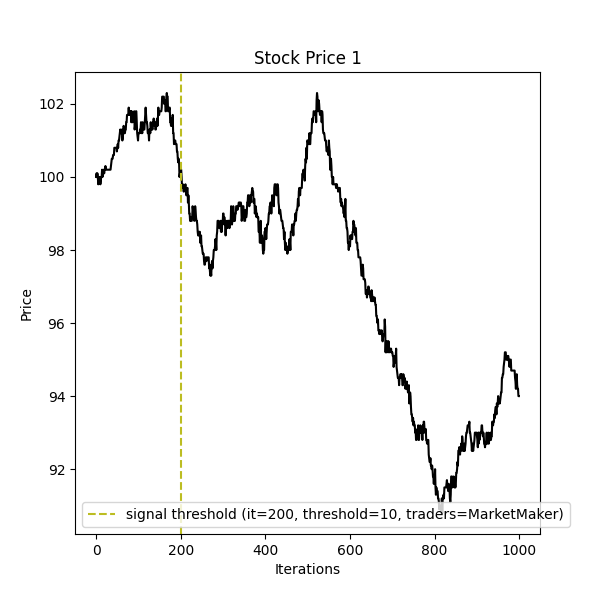 Stock Price 1
102
100
98
96
94
92
Price
signal threshold (it=200, threshold=10, traders=MarketMaker)
0 200 400 600 800 1000
Iterations